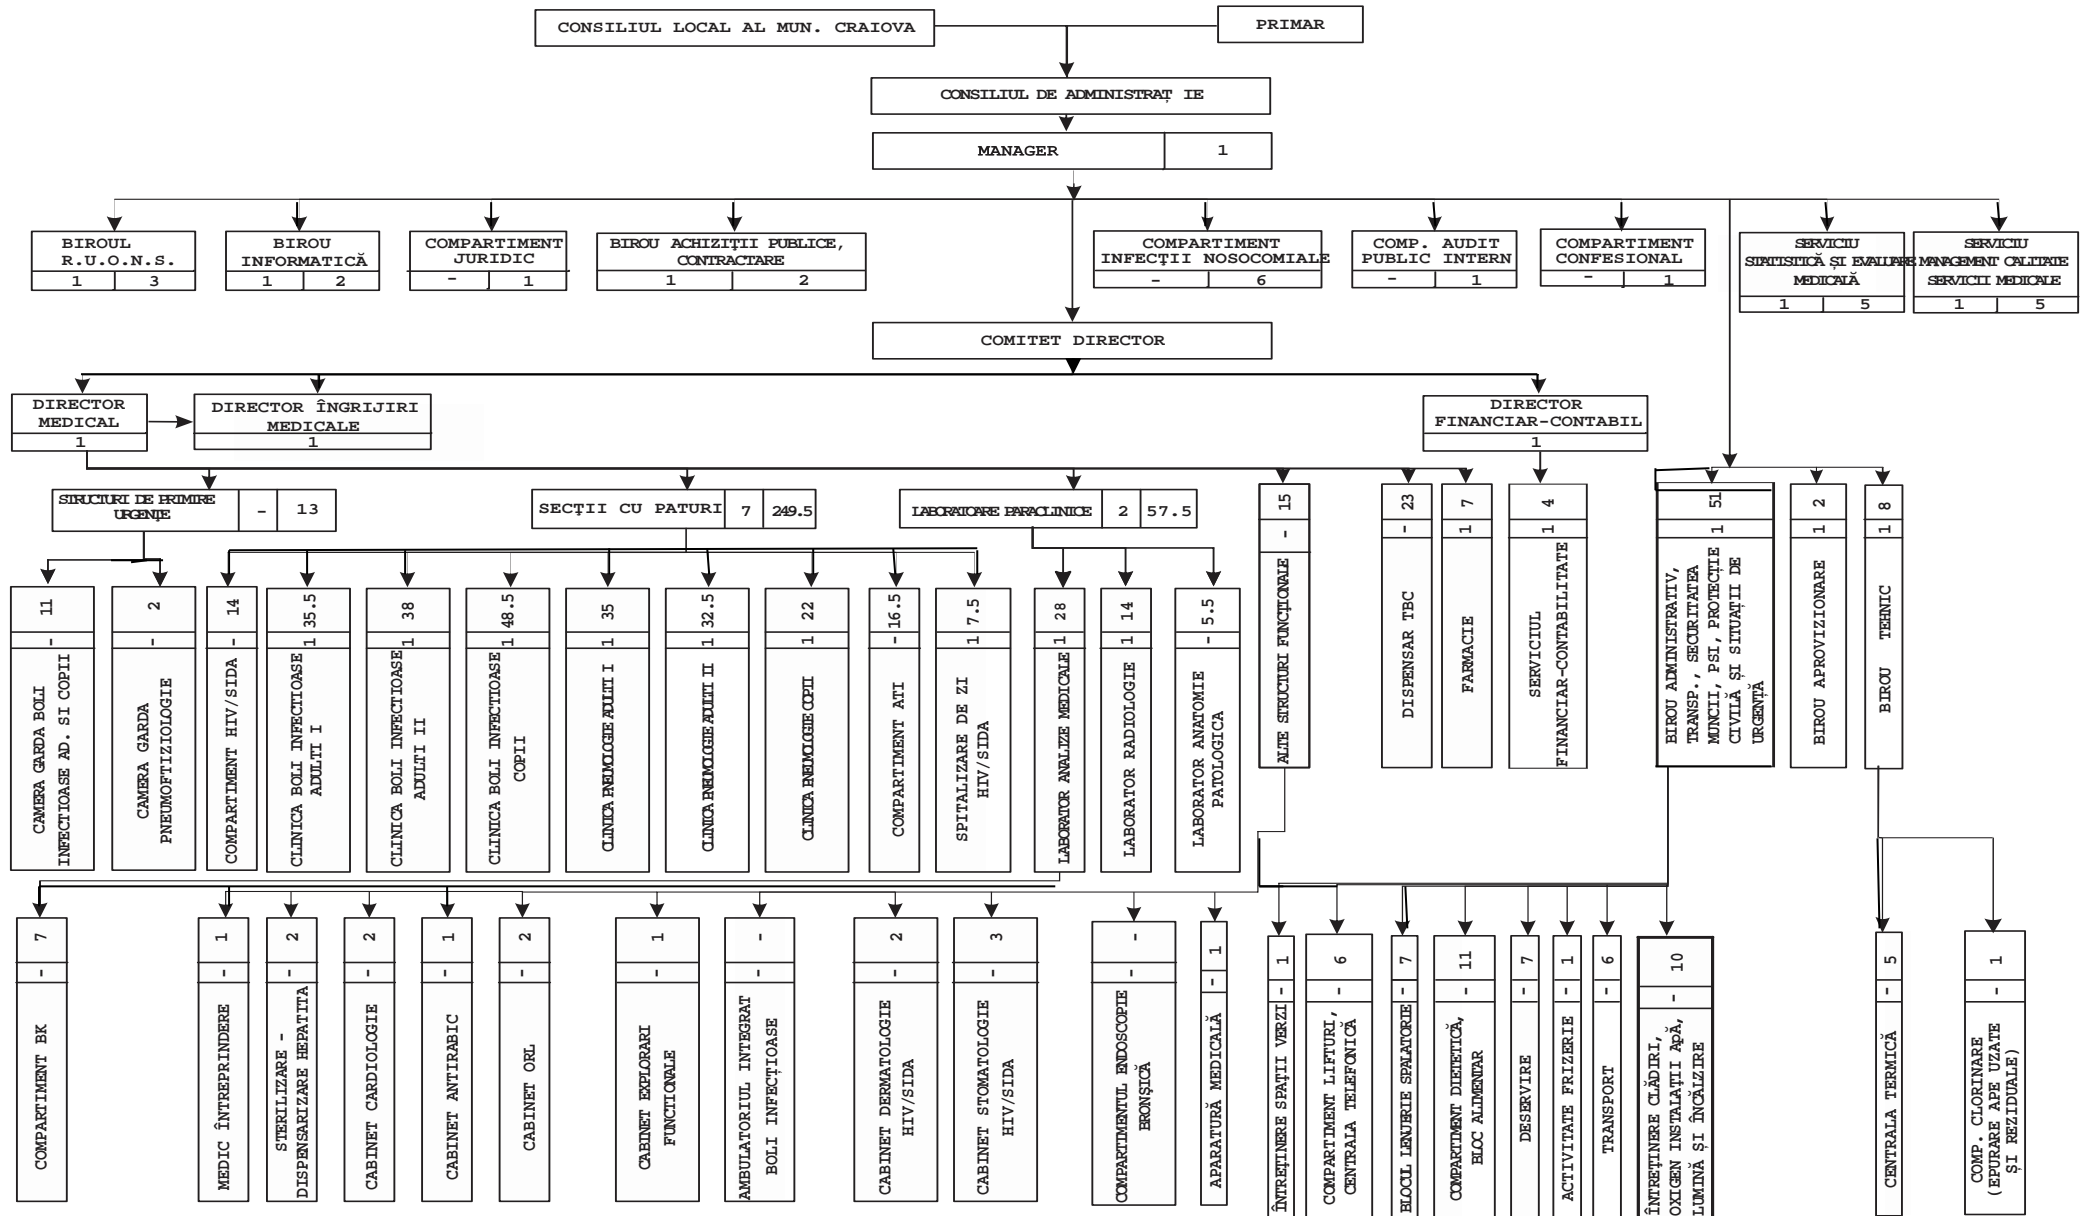 CONSILIUL LOCAL AL MUN. CRAIOVA
PRIMAR
CONSILIUL DE ADMINISTRAȚ IE
MANAGER 1
BIROUL
R.U.O.N.S.
1 3
BIROU
INFORMATICĂ
1 2
COMPARTIMENT
JURIDIC
- 1
BIROU ACHIZIȚII PUBLICE,
CONTRACTARE
1 2
COMPARTIMENT
INFECȚII NOSOCOMIALE
- 6
COMP. AUDIT
PUBLIC INTERN
- 1
COMPARTIMENT
CONFESIONAL
- 1
SERVICIU
STATISTICĂ ȘI EVALUARE
MEDICALĂ
1 5
SERVICIU
MANAGEMENT CALITATE
SERVICII MEDICALE
1 5
COMITET DIRECTOR
DIRECTOR
MEDICAL
1
DIRECTOR ÎNGRIJIRI
MEDICALE
1
DIRECTOR
FINANCIAR-CONTABIL
1
STRUCTURI DE PRIMIRE
URGENȚE
- 13
SECȚII CU PATURI 7 249.5
LABORATOARE PARACLINICE 2 57.5
ALTE STRUCTURI FUNCȚIONALE - 15
DISPENSAR TBC - 23
FARMACIE 1 7
SERVICIUL
FINANCIAR-CONTABILITATE
1 4
BIROU ADMINISTRATIV,
TRANSP., SECURITATEA
MUNCII, PSI, PROTECȚIE
CIVILĂ ȘI SITUAȚII DE
URGENȚĂ
1 51
BIROU APROVIZIONARE 1 2
BIROU TEHNIC 1 8
CAMERA GARDA BOLI
INFECTIOASE AD. SI COPII
- 11
CAMERA GARDA
PNEUMOFTIZIOLOGIE
- 2
COMPARTIMENT HIV/SIDA - 14
CLINICA BOLI INFECTIOASE
ADULTI I
1 35.5
CLINICA BOLI INFECTIOASE
ADULTI II
1 38
CLINICA BOLI INFECTIOASE
COPII
1 48.5
CLINICA PNEUMOLOGIE ADULTI I 1 35
CLINICA PNEUMOLOGIE ADULTI II 1 32.5
CLINICA PNEUMOLOGIE COPII 1 22
COMPARTIMENT ATI - 16.5
SPITALIZARE DE ZI
HIV/SIDA
1 7.5
LABORATOR ANALIZE MEDICALE 1 28
LABORATOR RADIOLOGIE 1 14
LABORATOR ANATOMIE
PATOLOGICA
- 5.5
COMPARTIMENT BK - 7
MEDIC ÎNTREPRINDERE - 1
STERILIZARE -
DISPENSARIZARE HEPATITA
- 2
CABINET CARDIOLOGIE - 2
CABINET ANTIRABIC - 1
CABINET ORL - 2
CABINET EXPLORARI
FUNCTIONALE
- 1
AMBULATORIUL INTEGRAT
BOLI INFECȚIOASE
- -
CABINET DERMATOLOGIE
HIV/SIDA
- 2
CABINET STOMATOLOGIE
HIV/SIDA
- 3
COMPARTIMENTUL ENDOSCOPIE
BRONȘICĂ
- -
APARATURĂ MEDICALĂ - 1
ÎNTREȚINERE SPAȚII VERZI - 1
COMPARTIMENT LIFTURI,
CENTRALA TELEFONICĂ
- 6
BLOCUL LENJERIE SPALATORIE - 7
COMPARTIMENT DIETETICĂ,
BLOC ALIMENTAR
- 11
DESERVIRE - 7
ACTIVITATE FRIZERIE - 1
TRANSPORT - 6
ÎNTREȚINERE CLĂDIRI,
OXIGEN INSTALAȚII ApĂ,
LUMINĂ ȘI ÎNCĂLZIRE
- 10
CENTRALA TERMICĂ - 5
COMP. CLORINARE
(EPURARE APE UZATE
ȘI REZIDUALE)
- 1